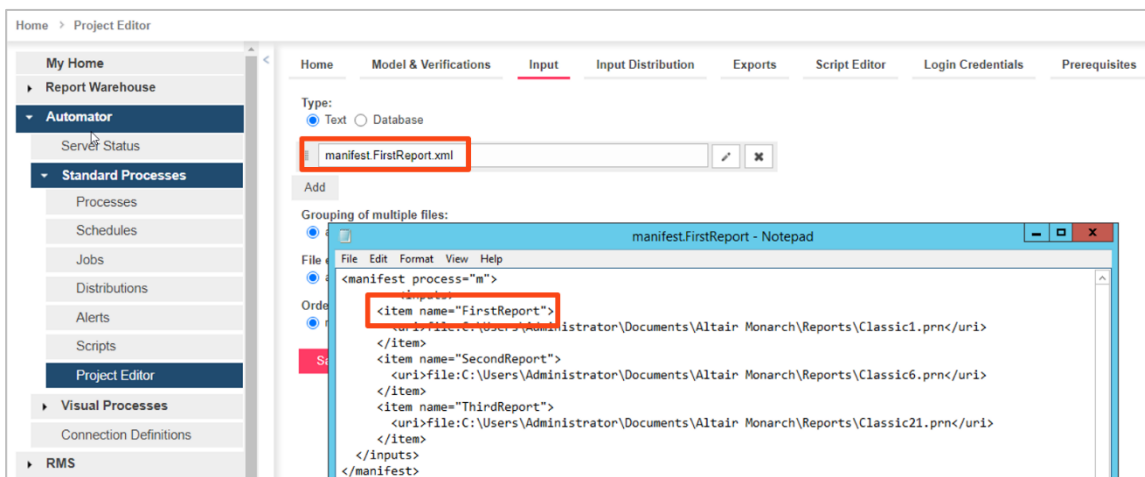 Home > Project Editor
My Home
Report Warehouse
Automator
Server Status
Standard Processes
Processes
Schedules
Jobs
Distributions
Alerts
Scripts
Project Editor
Visual Processes
Connection Definitions
RMS
Home Model & Verifications Input Input Distribution Exports Script Editor Login Credentials Prerequisites
Type:
Text Database
manifest.FirstReport.xml
Add
Grouping of multiple files:
manifest.FirstReport - Notepad
File Edit Format View Help
<manifest process="m">
<inputs>
<item name="FirstReport">
<uri>file:C:\Users\Administrator\Documents\Altair Monarch\Reports\Classic1.prn</uri>
</item>
<item name="SecondReport">
<uri>file:C:\Users\Administrator\Documents\Altair Monarch\Reports\Classic6.prn</uri>
</item>
<item name="ThirdReport">
<uri>file:C:\Users\Administrator\Documents\Altair Monarch\Reports\Classic21.prn</uri>
</item>
</inputs>
</manifest>